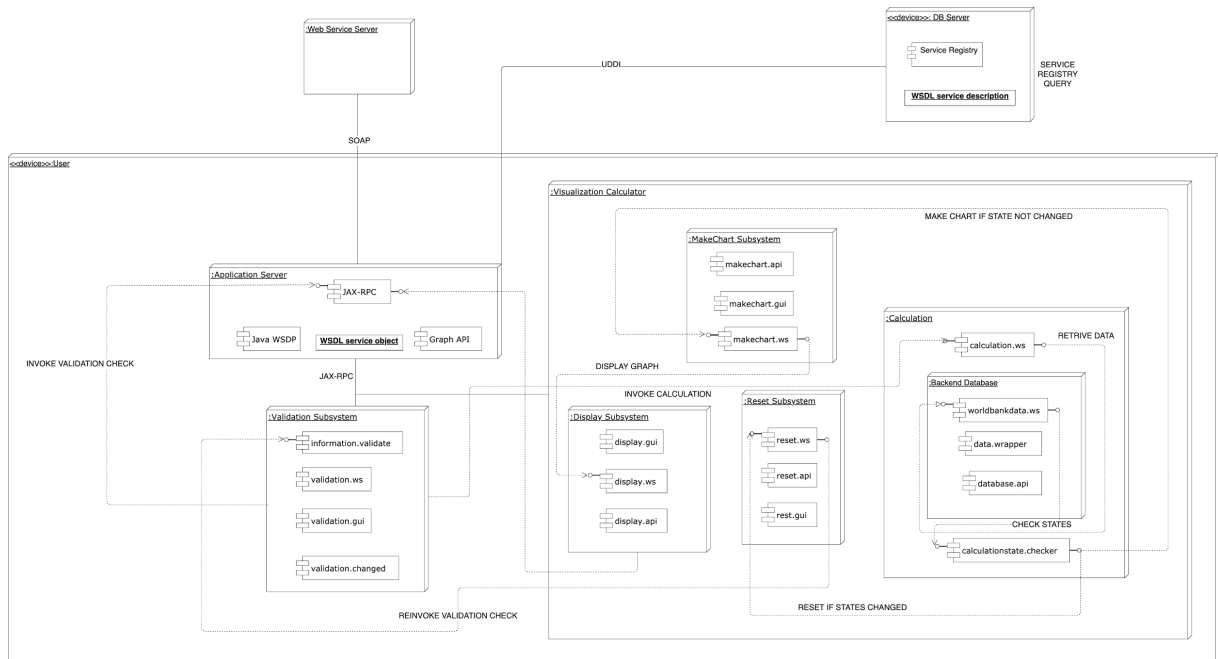 :Web Service Server
<<device>>: DB Server
Service Registry
WSDL service description
SERVICE
REGISTRY
QUERY
UDDI
SOAP
<<device>>:User
:Visualization Calculator
MAKE CHART IF STATE NOT CHANGED
:MakeChart Subsystem
makechart.api
makechart.gui
makechart.ws
:Application Server
JAX-RPC
Java WSDP
WSDL service object
Graph API
INVOKE VALIDATION CHECK
JAX-RPC
DISPLAY GRAPH
INVOKE CALCULATION
:Calculation
calculation.ws
RETRIVE DATA
:Backend Database
worldbankdata.ws
data.wrapper
database.api
CHECK STATES
calculationstate.checker
:Validation Subsystem
information.validate
validation.ws
validation.gui
validation.changed
:Display Subsystem
display.gui
display.ws
display.api
:Reset Subsystem
reset.ws
reset.api
rest.gui
RESET IF STATES CHANGED
REINVOKE VALIDATION CHECK